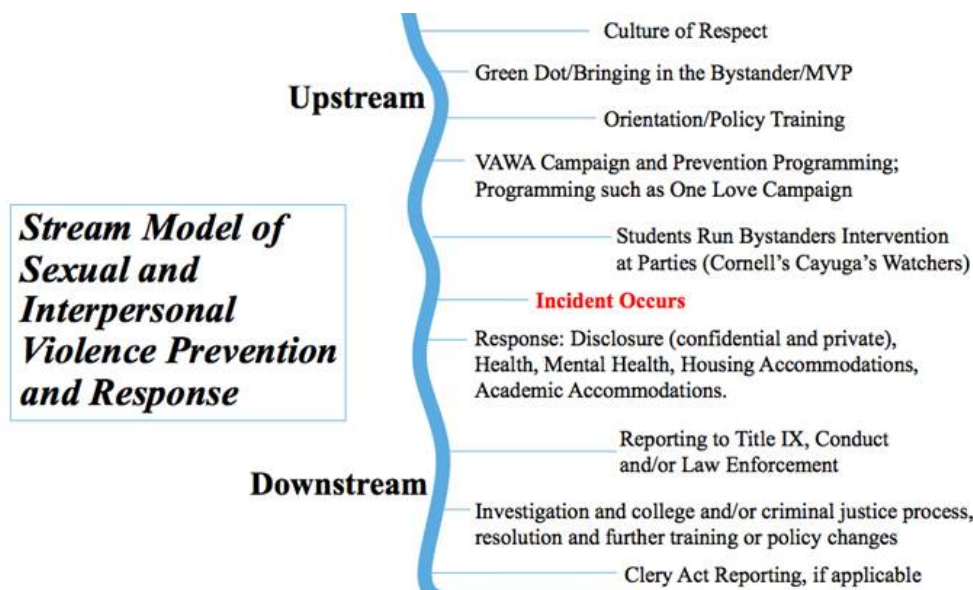 Culture of Respect
Green Dot/Bringing in the Bystander/MVP
Upstream
Orientation/Policy Training
VAWA Campaign and Prevention Programming;
Programming such as One Love Campaign
Stream Model of
Sexual and
Interpersonal
Violence Prevention
and Response
Students Run Bystanders Intervention
at Parties (Cornell's Cayuga's Watchers)
Incident Occurs
Response: Disclosure (confidential and private),
Health, Mental Health, Housing Accommodations,
Academic Accommodations.
Reporting to Title IX, Conduct
and/or Law Enforcement
Downstream
Investigation and college and/or criminal justice process,
resolution and further training or policy changes
Clery Act Reporting, if applicable